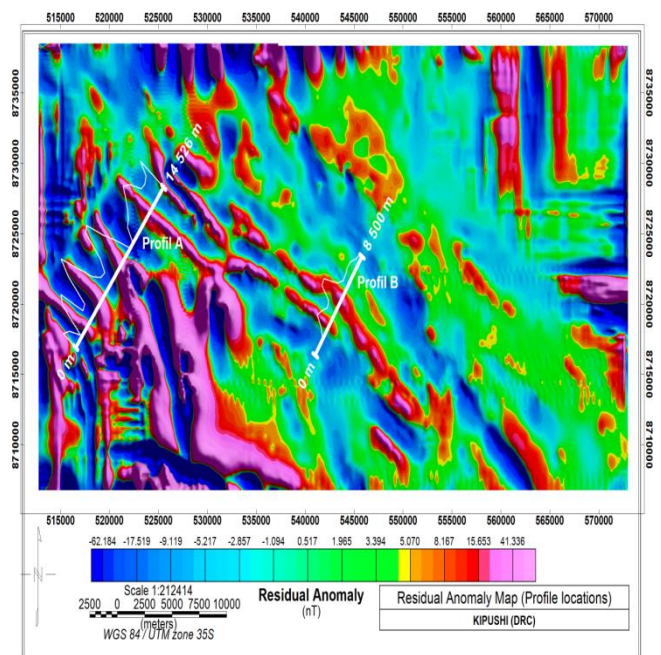 515000 520000 525000 530000 535000 540000 545000 550000 555000 560000 565000 570000
8735000 8735000
8730000 8730000
8725000 8725000
8720000 8720000
8715000 8715000
8710000 8710000
14 526 m
Profil A
0 m
8 500 m
Profil B
0 m
515000 520000 525000 530000 535000 540000 545000 550000 555000 560000 565000 570000
-62.184 -17.519 -9.119 -5.217 -2.857 -1.094 0.517 1.965 3.394 5.070 8.167 15.653 41.336
N
Scale 1:212414
2500 0 2500 5000 7500 10000
(meters)
WGS 84 / UTM zone 35S
Residual Anomaly
(nT)
Residual Anomaly Map (Profile locations)
KIPUSHI (DRC)